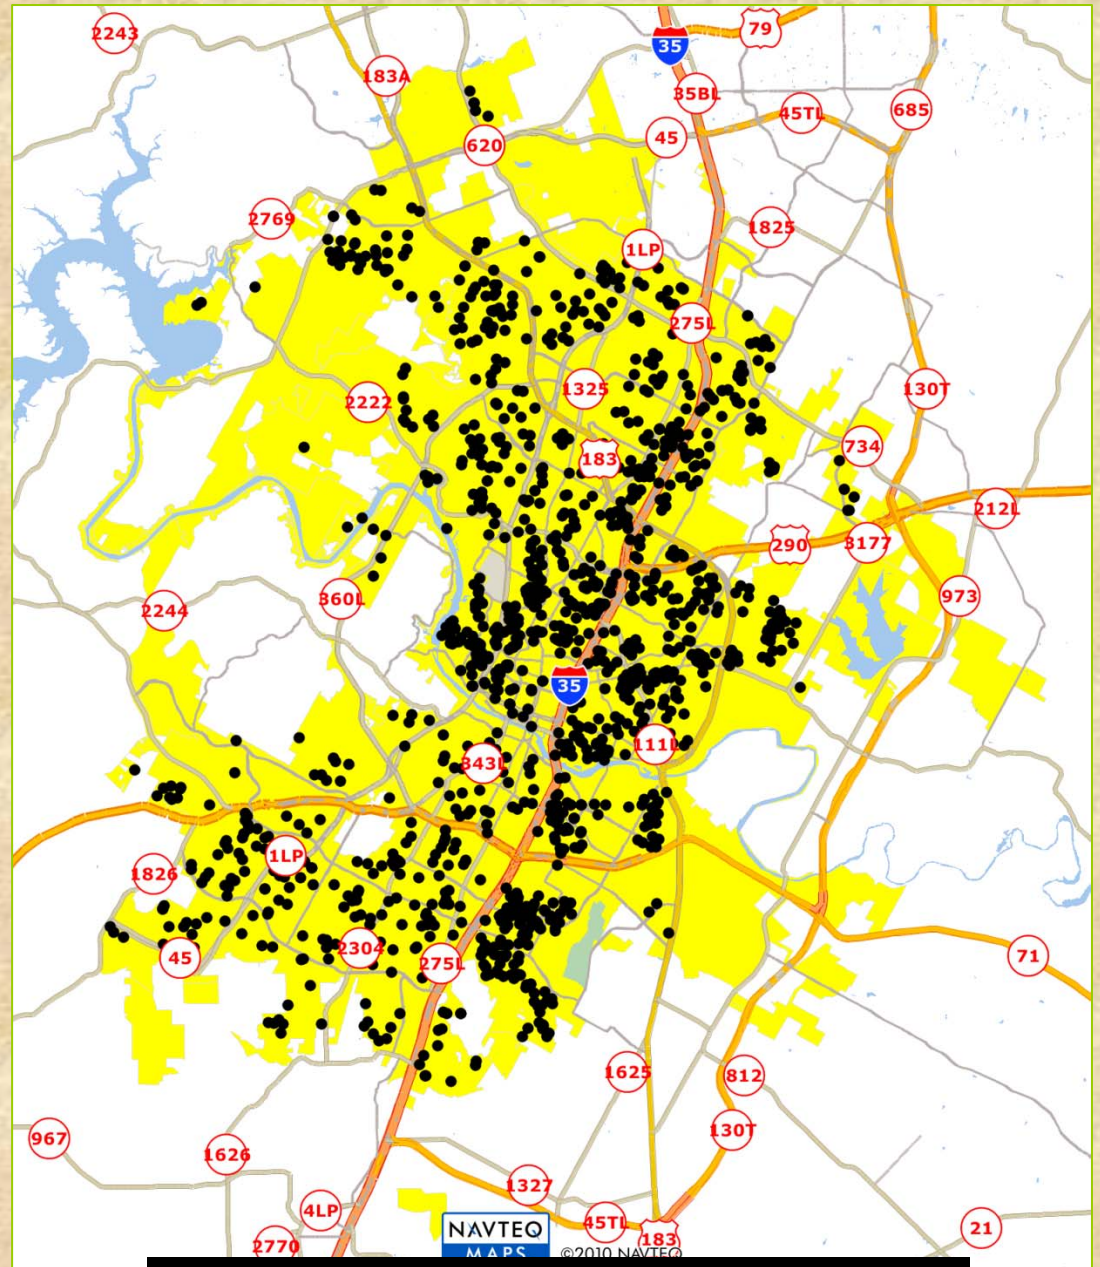 2243
79
35
183A
35BL
45TL
685
620
45
2769
1825
1LP
275L
2222
1325
130T
734
183
212L
290
3177
2244
360L
973
35
111L
343L
1LP
1826
2304
45
275L
71
1625
812
967
1626
130T
1327
4LP
45TL
21
2770
183
NAVTEQ
MAPS
©2010 NAVTEQ